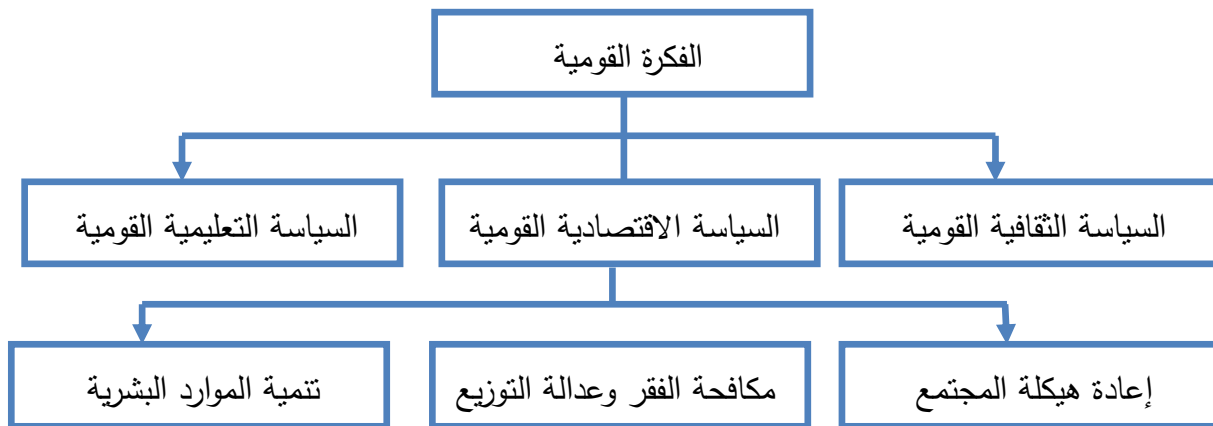 الفكرة القومية
السياسة الثقافية القومية
السياسة الاقتصادية القومية
السياسة التعليمية القومية
إعادة هيكلة المجتمع
مكافحة الفقر وعدالة التوزيع
تنمية الموارد البشرية